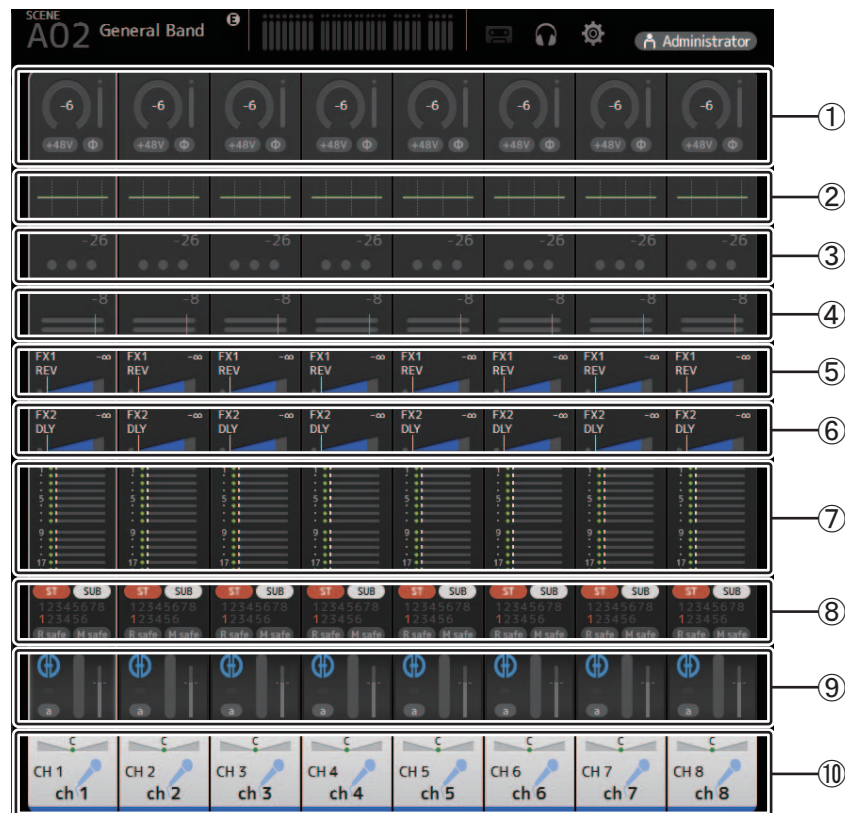 SCENE
A02 General Band E Administrator
-6 -6 -6 -6 -6 -6 -6 -6
+48V Φ +48V Φ +48V Φ +48V Φ +48V Φ +48V Φ +48V Φ +48V Φ
①
②
-26 -26 -26 -26 -26 -26 -26 -26
③
-8 -8 -8 -8 -8 -8 -8 -8
④
FX1 -∞ FX1 -∞ FX1 -∞ FX1 -∞ FX1 -∞ FX1 -∞ FX1 -∞ FX1 -∞
REV REV REV REV REV REV REV REV
⑤
FX2 -∞ FX2 -∞ FX2 -∞ FX2 -∞ FX2 -∞ FX2 -∞ FX2 -∞ FX2 -∞
DLY DLY DLY DLY DLY DLY DLY DLY
⑥
1 1 1 1 1 1 1 1
5 5 5 5 5 5 5 5
⑦
9 9 9 9 9 9 9 9
17 17 17 17 17 17 17 17
ST SUB ST SUB ST SUB ST SUB ST SUB ST SUB ST SUB ST SUB
12345678 12345678 12345678 12345678 12345678 12345678 12345678 12345678
⑧
123456 123456 123456 123456 123456 123456 123456 123456
R safe M safe R safe M safe R safe M safe R safe M safe R safe M safe R safe M safe R safe M safe R safe M safe
⑨
a a a a a a a a
C C C C C C C C
CH 1 CH 2 CH 3 CH 4 CH 5 CH 6 CH 7 CH 8
⑩
ch 1 ch 2 ch 3 ch 4 ch 5 ch 6 ch 7 ch 8